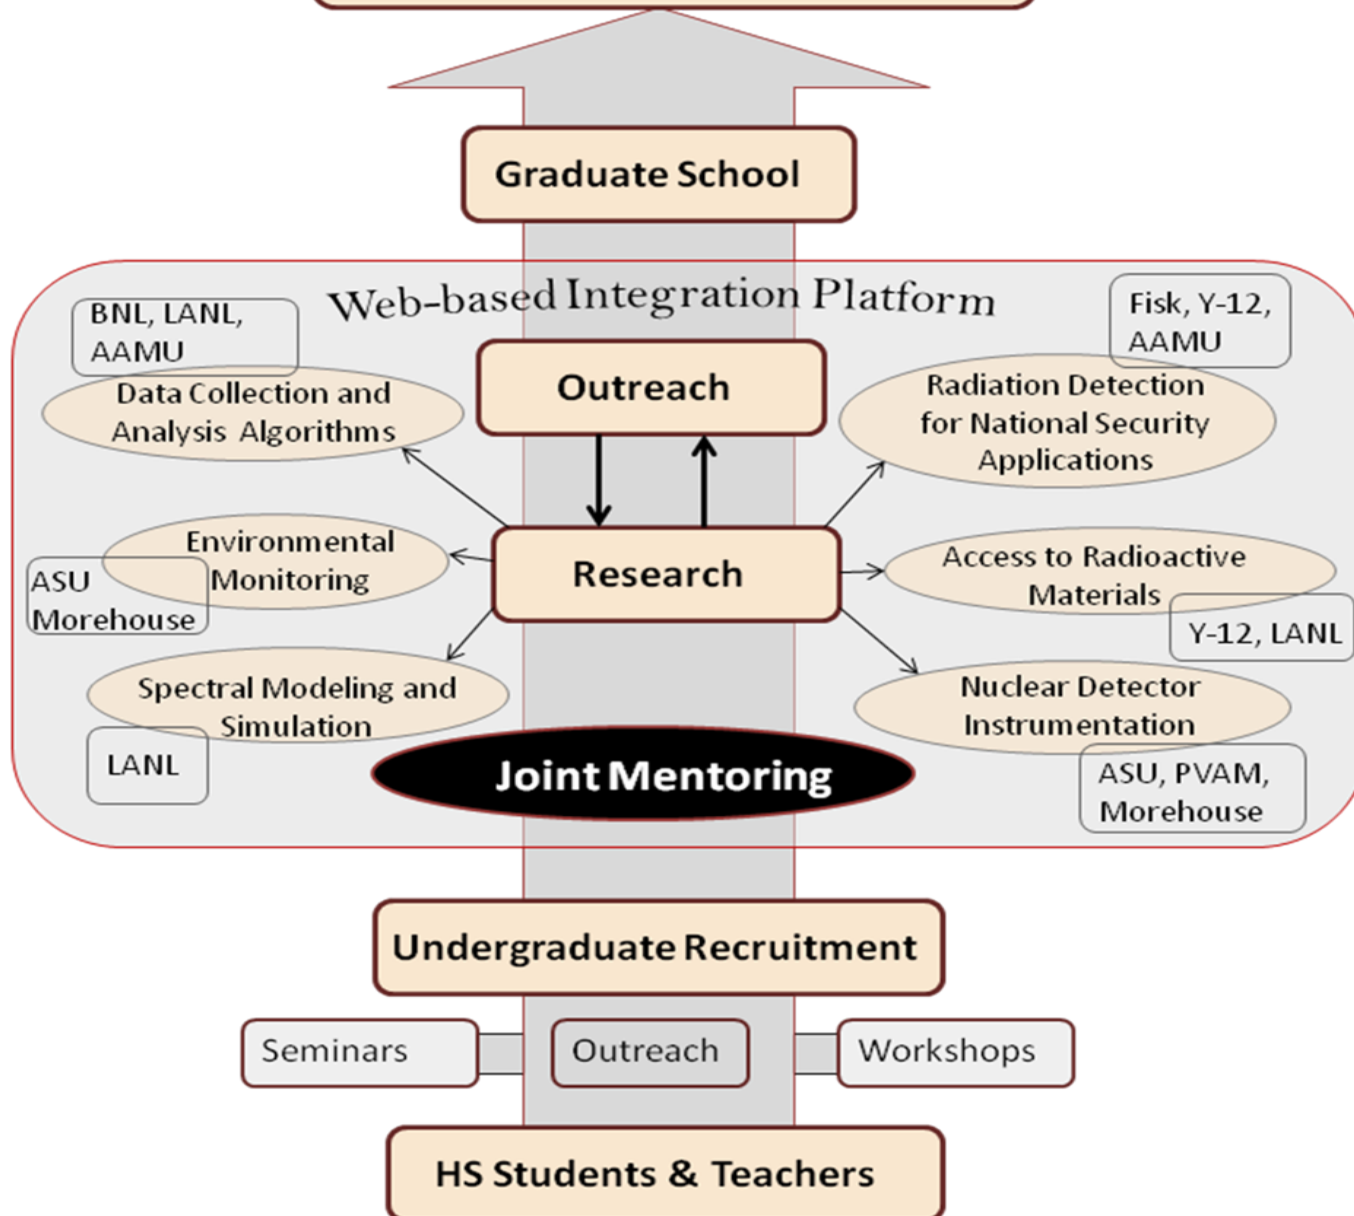 Graduate School
Web-based Integration Platform
BNL, LANL,
AAMU
Data Collection and
Analysis Algorithms
Outreach
Fisk, Y-12,
AAMU
Radiation Detection
for National Security
Applications
Environmental
Monitoring
ASU
Morehouse
Research
Access to Radioactive
Materials
Y-12, LANL
Spectral Modeling and
Simulation
LANL
Nuclear Detector
Instrumentation
ASU, PVAM,
Morehouse
Joint Mentoring
Undergraduate Recruitment
Seminars
Outreach
Workshops
HS Students & Teachers